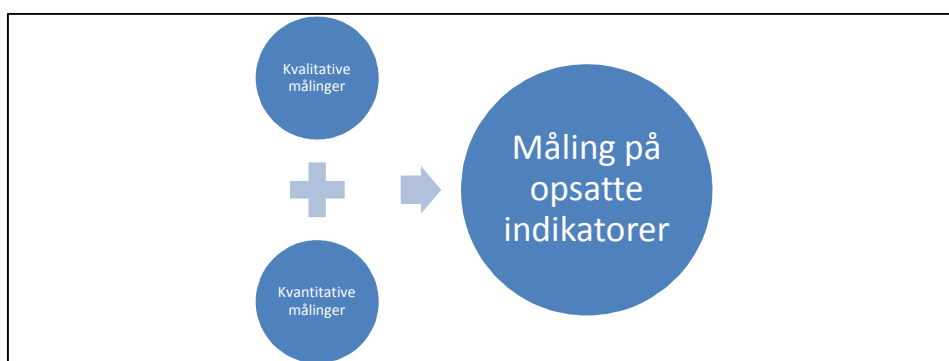 Kvalitative
målinger
Kvantitative
målinger
Måling på
opsatte
indikatorer